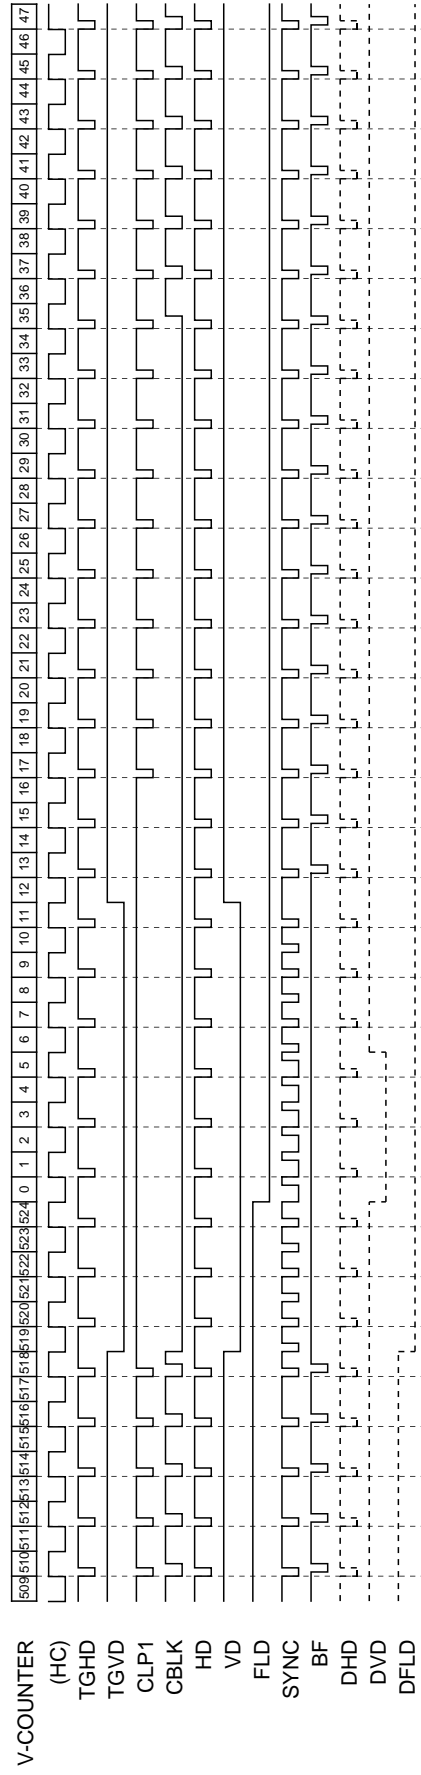 V-COUNTER 509 510 511 512 513 514 515 516 517 518 519 520 521 522 523 524 0 1 2 3 4 5 6 7 8 9 10 11 12 13 14 15 16 17 18 19 20 21 22 23 24 25 26 27 28 29 30 31 32 33 34 35 36 37 38 39 40 41 42 43 44 45 46 47
(HC)
TGHD
TGVD
CLP1
CBLK
HD
VD
FLD
SYNC
BF
DHD
DVD
DFLD